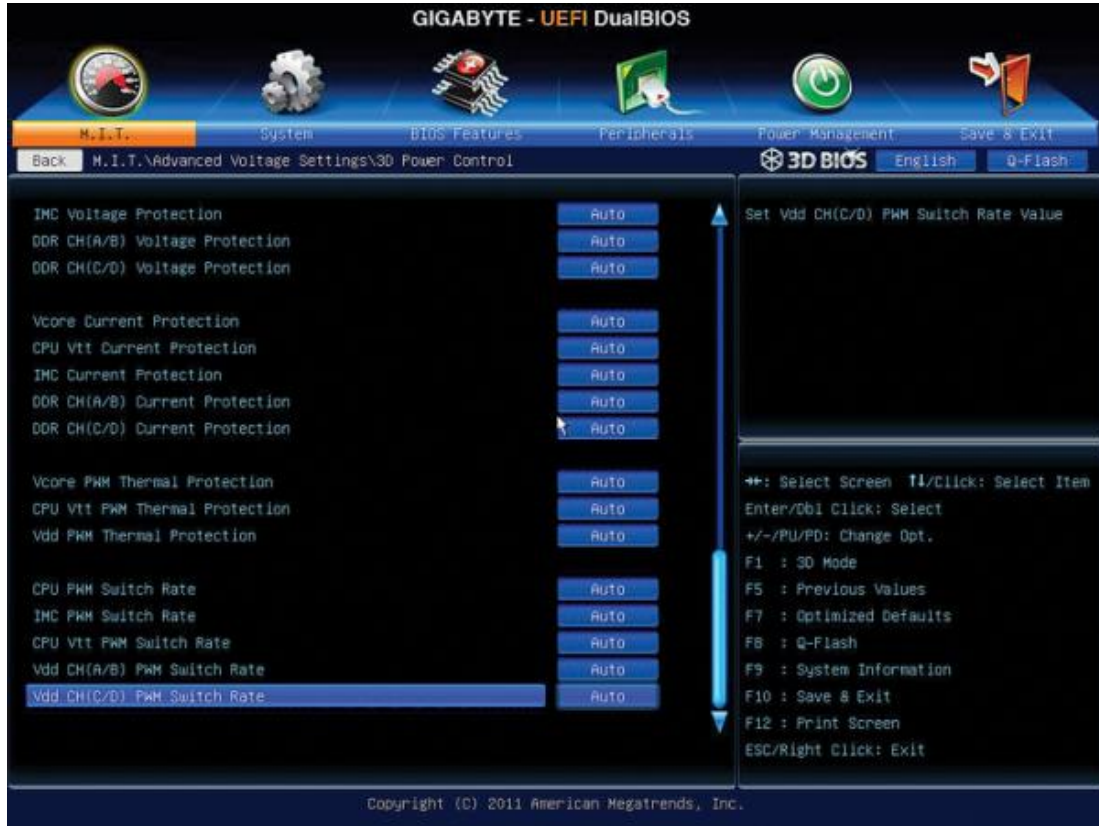 GIGABYTE - UEFI DualBIOS
M.I.T. System BIOS Features Peripherals Power Management Save & Exit
Back M.I.T.\Advanced Voltage Settings\3D Power Control 3D BIOS English Q-Flash
IMC Voltage Protection Auto Set Vdd CH(C/D) PWM Switch Rate Value
DDR CH(A/B) Voltage Protection Auto
DDR CH(C/D) Voltage Protection Auto
Vcore Current Protection Auto
CPU Vtt Current Protection Auto
IMC Current Protection Auto
DDR CH(A/B) Current Protection Auto
DDR CH(C/D) Current Protection Auto
Vcore PWM Thermal Protection Auto
CPU Vtt PWM Thermal Protection Auto
Vdd PWM Thermal Protection Auto
CPU PWM Switch Rate Auto
IMC PWM Switch Rate Auto
CPU Vtt PWM Switch Rate Auto
Vdd CH(A/B) PWM Switch Rate Auto
Vdd CH(C/D) PWM Switch Rate Auto
→←: Select Screen ↑↓/Click: Select Item
Enter/Dbl Click: Select
+/-/PU/PD: Change Opt.
F1 : 3D Mode
F5 : Previous Values
F7 : Optimized Defaults
F8 : Q-Flash
F9 : System Information
F10 : Save & Exit
F12 : Print Screen
ESC/Right Click: Exit
Copyright (C) 2011 American Megatrends, Inc.